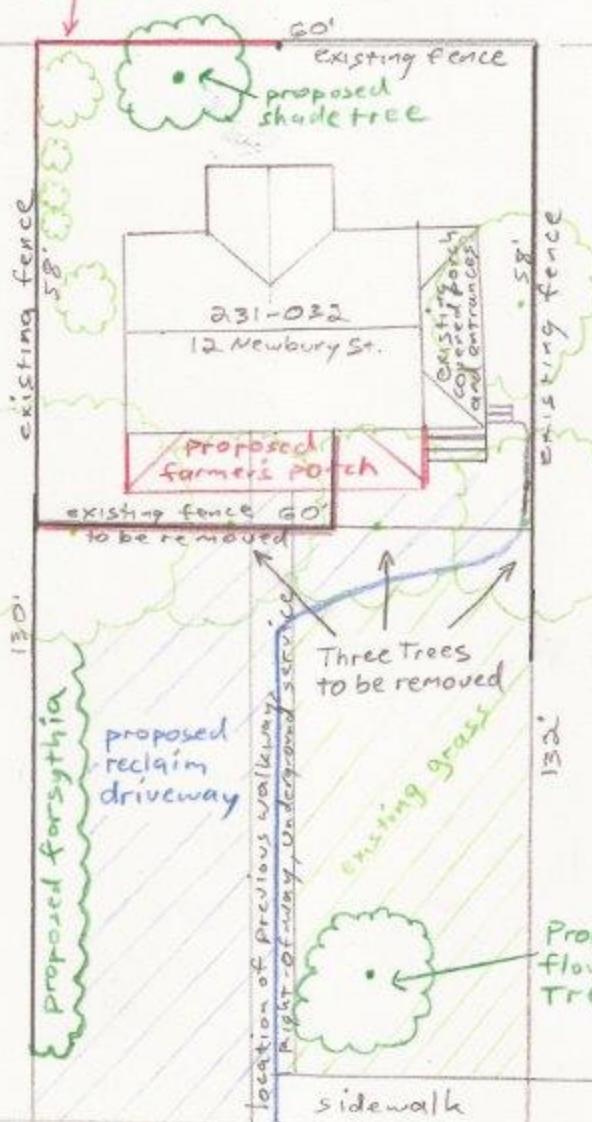 60'
existing fence
proposed
shade tree
existing fence
58'
231-032
12 Newbury St.
existing
covered porch
and entrances
58'
existing fence
proposed
farmer's porch
existing fence 60'
to be removed
130'
Three Trees
to be removed
proposed
reclaim
driveway
proposed forsythia
location of previous walkway
Right-of-way, underground service
existing grass
132'
Pro
flow
Tre
sidewalk